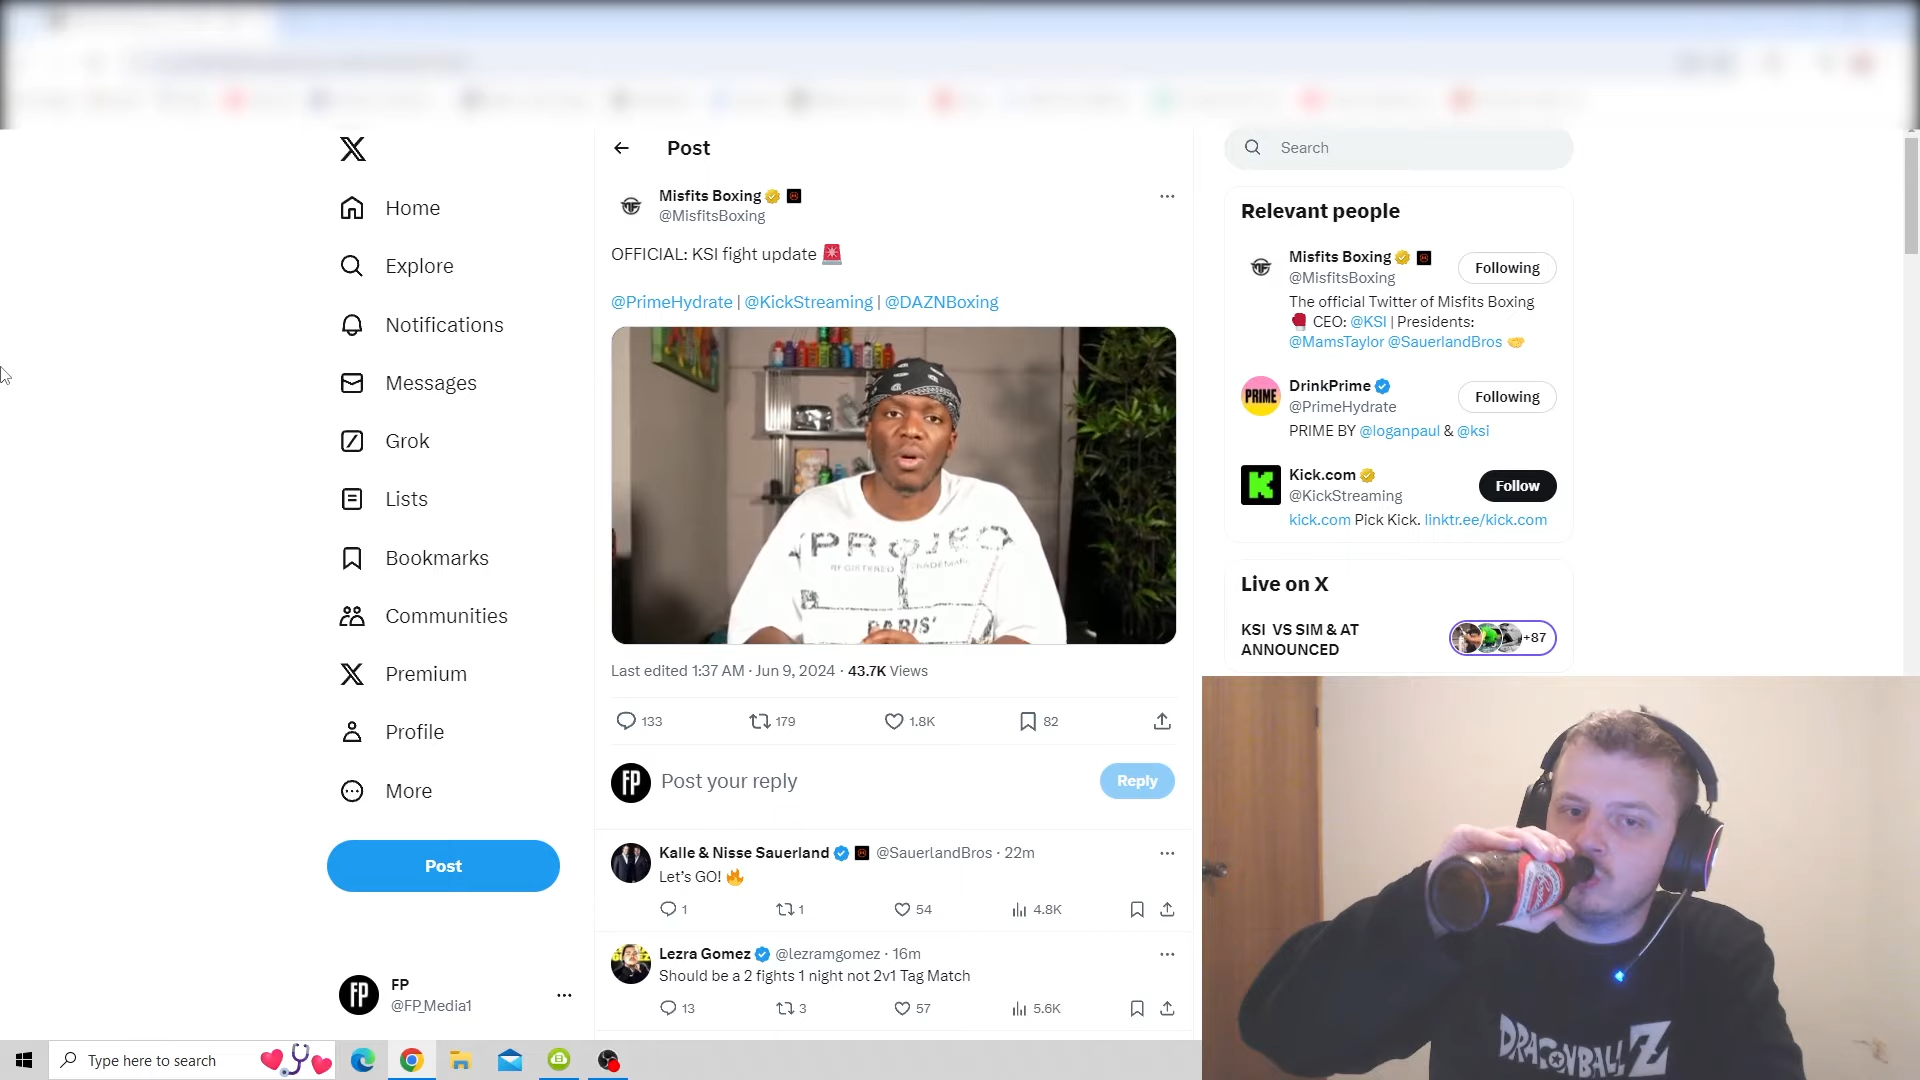 Home
Explore
Notifications
Messages
Grok
Lists
Bookmarks
Communities
Premium
Profile
More
Post
FP
@FP_Media1
Post
Misfits Boxing
@MisfitsBoxing
OFFICIAL: KSI fight update 🚨
@PrimeHydrate | @KickStreaming | @DAZNBoxing
PARIS'
Last edited 1:37 AM · Jun 9, 2024 · 43.7K Views
133 179 1.8K 82
FP Post your reply Reply
Kalle & Nisse Sauerland @SauerlandBros · 22m
Let's GO! 🔥
1 1 54 4.8K
Lezra Gomez @lezramgomez · 16m
Should be a 2 fights 1 night not 2v1 Tag Match
13 3 57 5.6K
Search
Relevant people
Misfits Boxing
@MisfitsBoxing
Following
The official Twitter of Misfits Boxing
🥊 CEO: @KSI | Presidents:
@MamsTaylor @SauerlandBros 🤝
PRIME
DrinkPrime
@PrimeHydrate
Following
PRIME BY @loganpaul & @ksi
Kick.com
@KickStreaming
Follow
kick.com Pick Kick. linktr.ee/kick.com
Live on X
KSI VS SIM & AT
ANNOUNCED
+87
DRAGONBALL Z
Type here to search